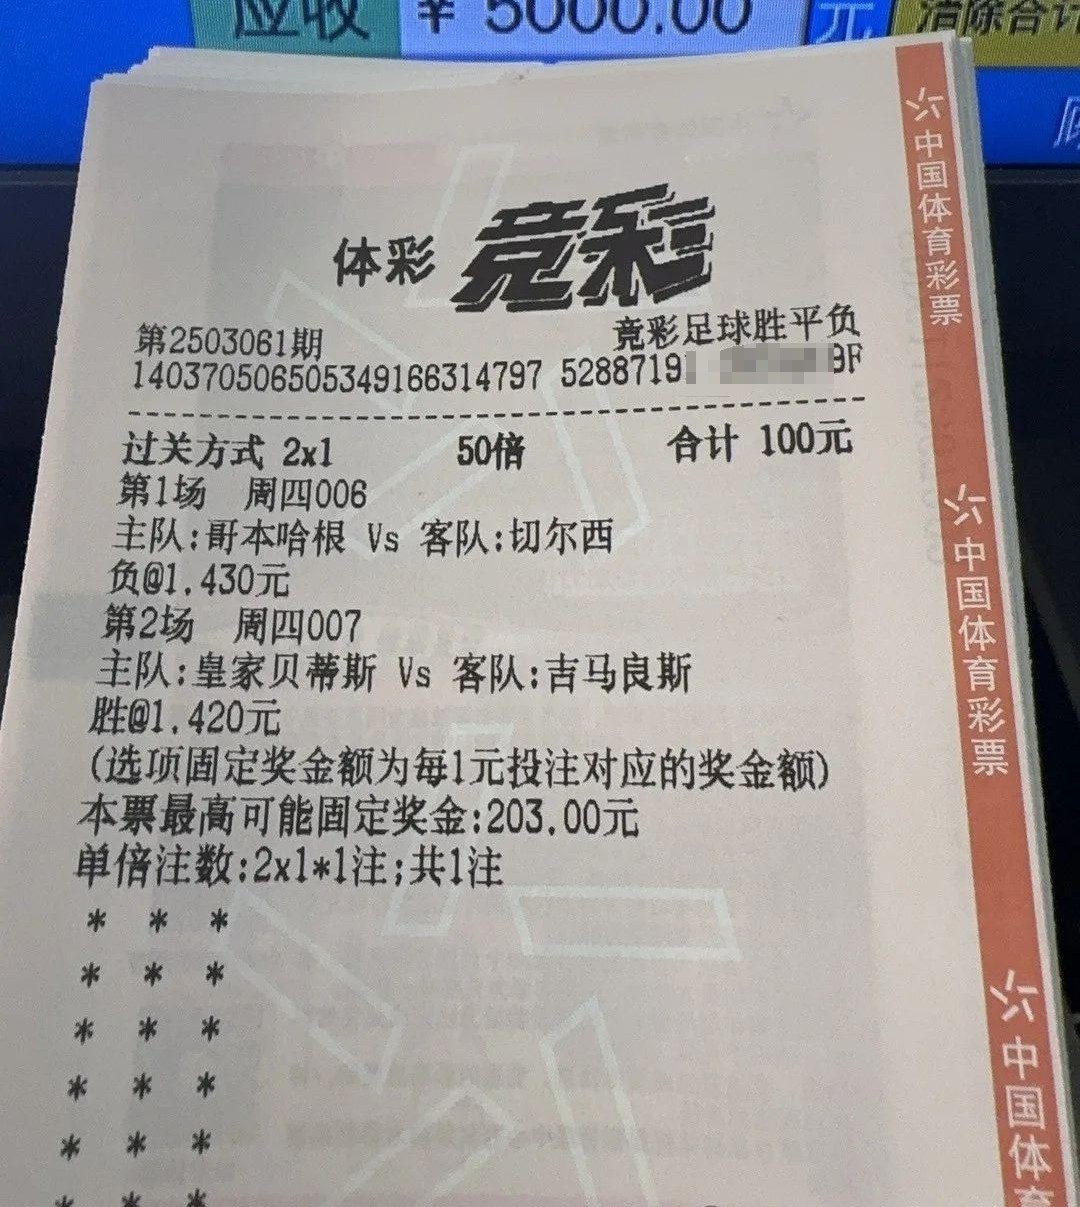 应收 ¥ 5000.00 元 清除合计
体彩 竞彩
第2503061期 竞彩足球胜平负
140370506505349166314797 5288719 9F
过关方式 2x1 50倍 合计 100元
第1场 周四006
主队:哥本哈根 Vs 客队:切尔西
负@1.430元
第2场 周四007
主队:皇家贝蒂斯 Vs 客队:吉马良斯
胜@1.420元
(选项固定奖金额为每1元投注对应的奖金额)
本票最高可能固定奖金:203.00元
单倍注数:2x1*1注;共1注
* * *
* * *
* * *
* * *
* * *
* * *
中国体育彩票
中国体育彩票
中国体育